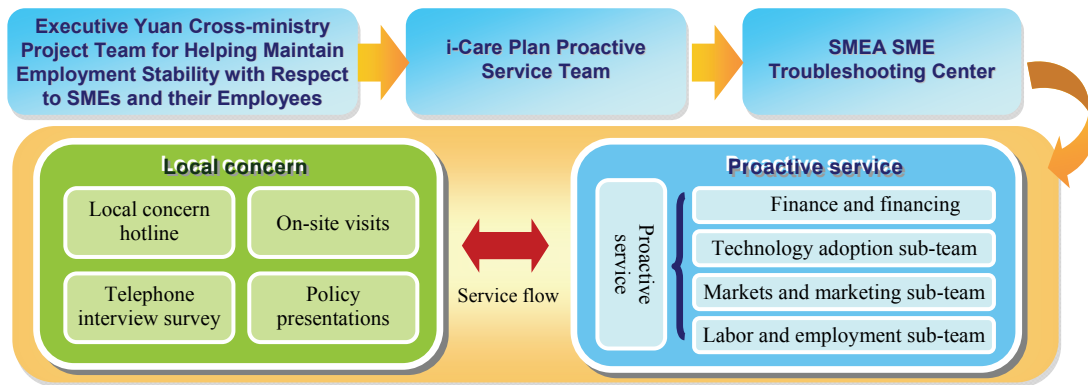 Executive Yuan Cross-ministry
Project Team for Helping Maintain
Employment Stability with Respect
to SMEs and their Employees
i-Care Plan Proactive
Service Team
SMEA SME
Troubleshooting Center
Local concern
Local concern
hotline
On-site visits
Telephone
interview survey
Policy
presentations
Service flow
Proactive service
Proactive
service
Finance and financing
Technology adoption sub-team
Markets and marketing sub-team
Labor and employment sub-team